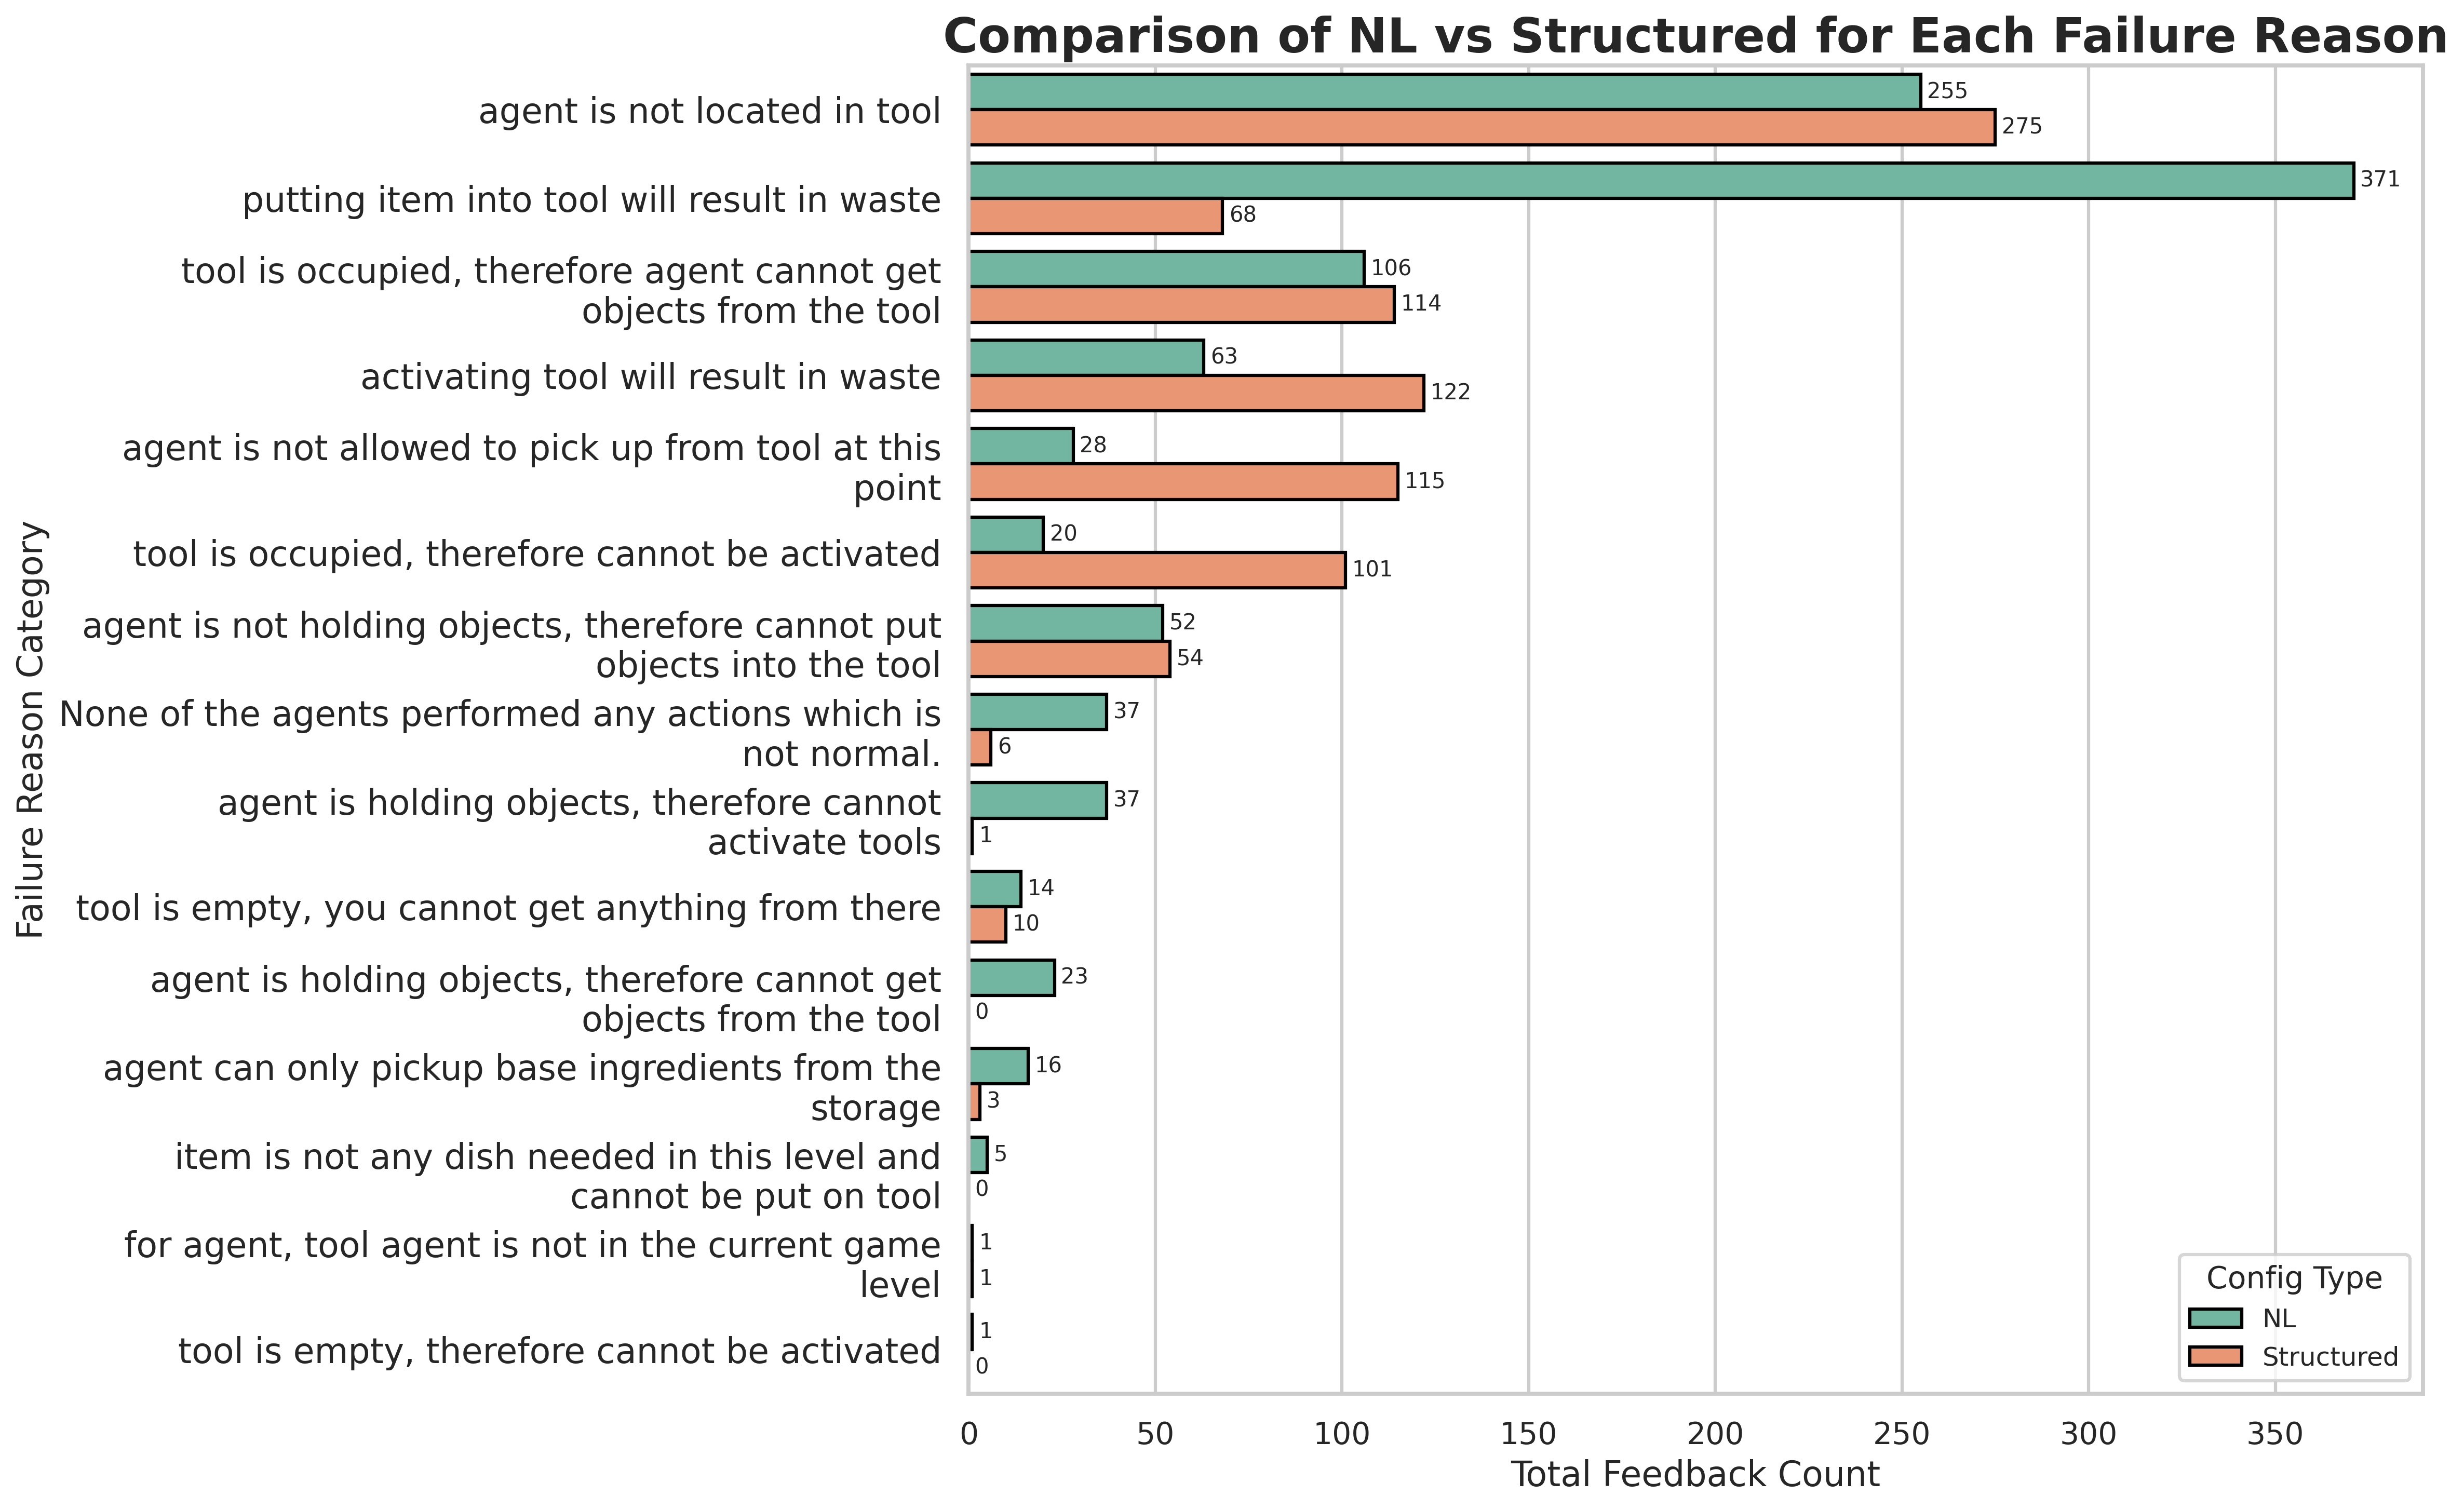 Comparison of NL vs Structured for Each Failure Reason
Failure Reason Category
agent is not located in tool
255
275
putting item into tool will result in waste
371
68
tool is occupied, therefore agent cannot get
objects from the tool
106
114
activating tool will result in waste
63
122
agent is not allowed to pick up from tool at this
point
28
115
tool is occupied, therefore cannot be activated
20
101
agent is not holding objects, therefore cannot put
objects into the tool
52
54
None of the agents performed any actions which is
not normal.
37
6
agent is holding objects, therefore cannot
activate tools
37
1
tool is empty, you cannot get anything from there
14
10
agent is holding objects, therefore cannot get
objects from the tool
23
0
agent can only pickup base ingredients from the
storage
16
3
item is not any dish needed in this level and
cannot be put on tool
5
0
for agent, tool agent is not in the current game
level
1
1
tool is empty, therefore cannot be activated
1
0
Config Type
NL
Structured
0 50 100 150 200 250 300 350
Total Feedback Count